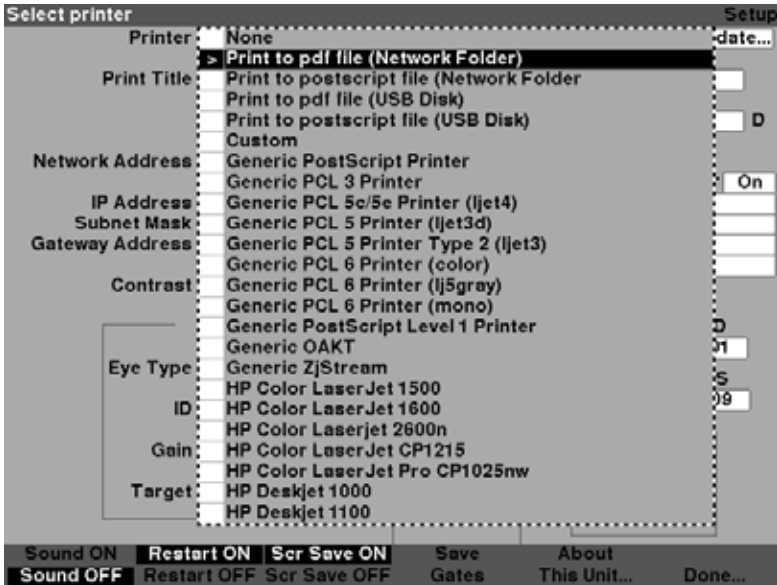 Select printer Setup
Printer None date...
> Print to pdf file (Network Folder)
Print Title Print to postscript file (Network Folder
Print to pdf file (USB Disk)
Print to postscript file (USB Disk) D
Custom
Network Address Generic PostScript Printer
Generic PCL 3 Printer On
IP Address Generic PCL 5c/5e Printer (ljet4)
Subnet Mask Generic PCL 5 Printer (ljet3d)
Gateway Address Generic PCL 5 Printer Type 2 (ljet3)
Generic PCL 6 Printer (color)
Contrast Generic PCL 6 Printer (lj5gray)
Generic PCL 6 Printer (mono)
Generic PostScript Level 1 Printer
Generic OAKT
Eye Type Generic ZjStream
HP Color LaserJet 1500
ID HP Color LaserJet 1600
HP Color Laserjet 2600n
Gain HP Color LaserJet CP1215
HP Color LaserJet Pro CP1025nw
Target HP Deskjet 1000
HP Deskjet 1100
Sound ON Restart ON Scr Save ON Save About
Sound OFF Restart OFF Scr Save OFF Gates This Unit... Done...